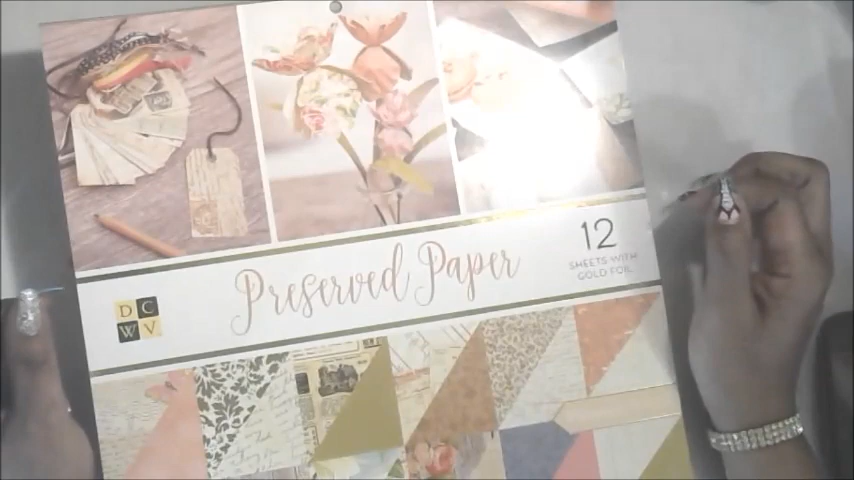 Preserved Paper
12
SHEETS WITH
GOLD FOIL
D C
W V